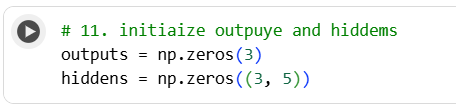 # 11. initiaize outpuye and hiddems
outputs = np.zeros(3)
hiddens = np.zeros((3, 5))